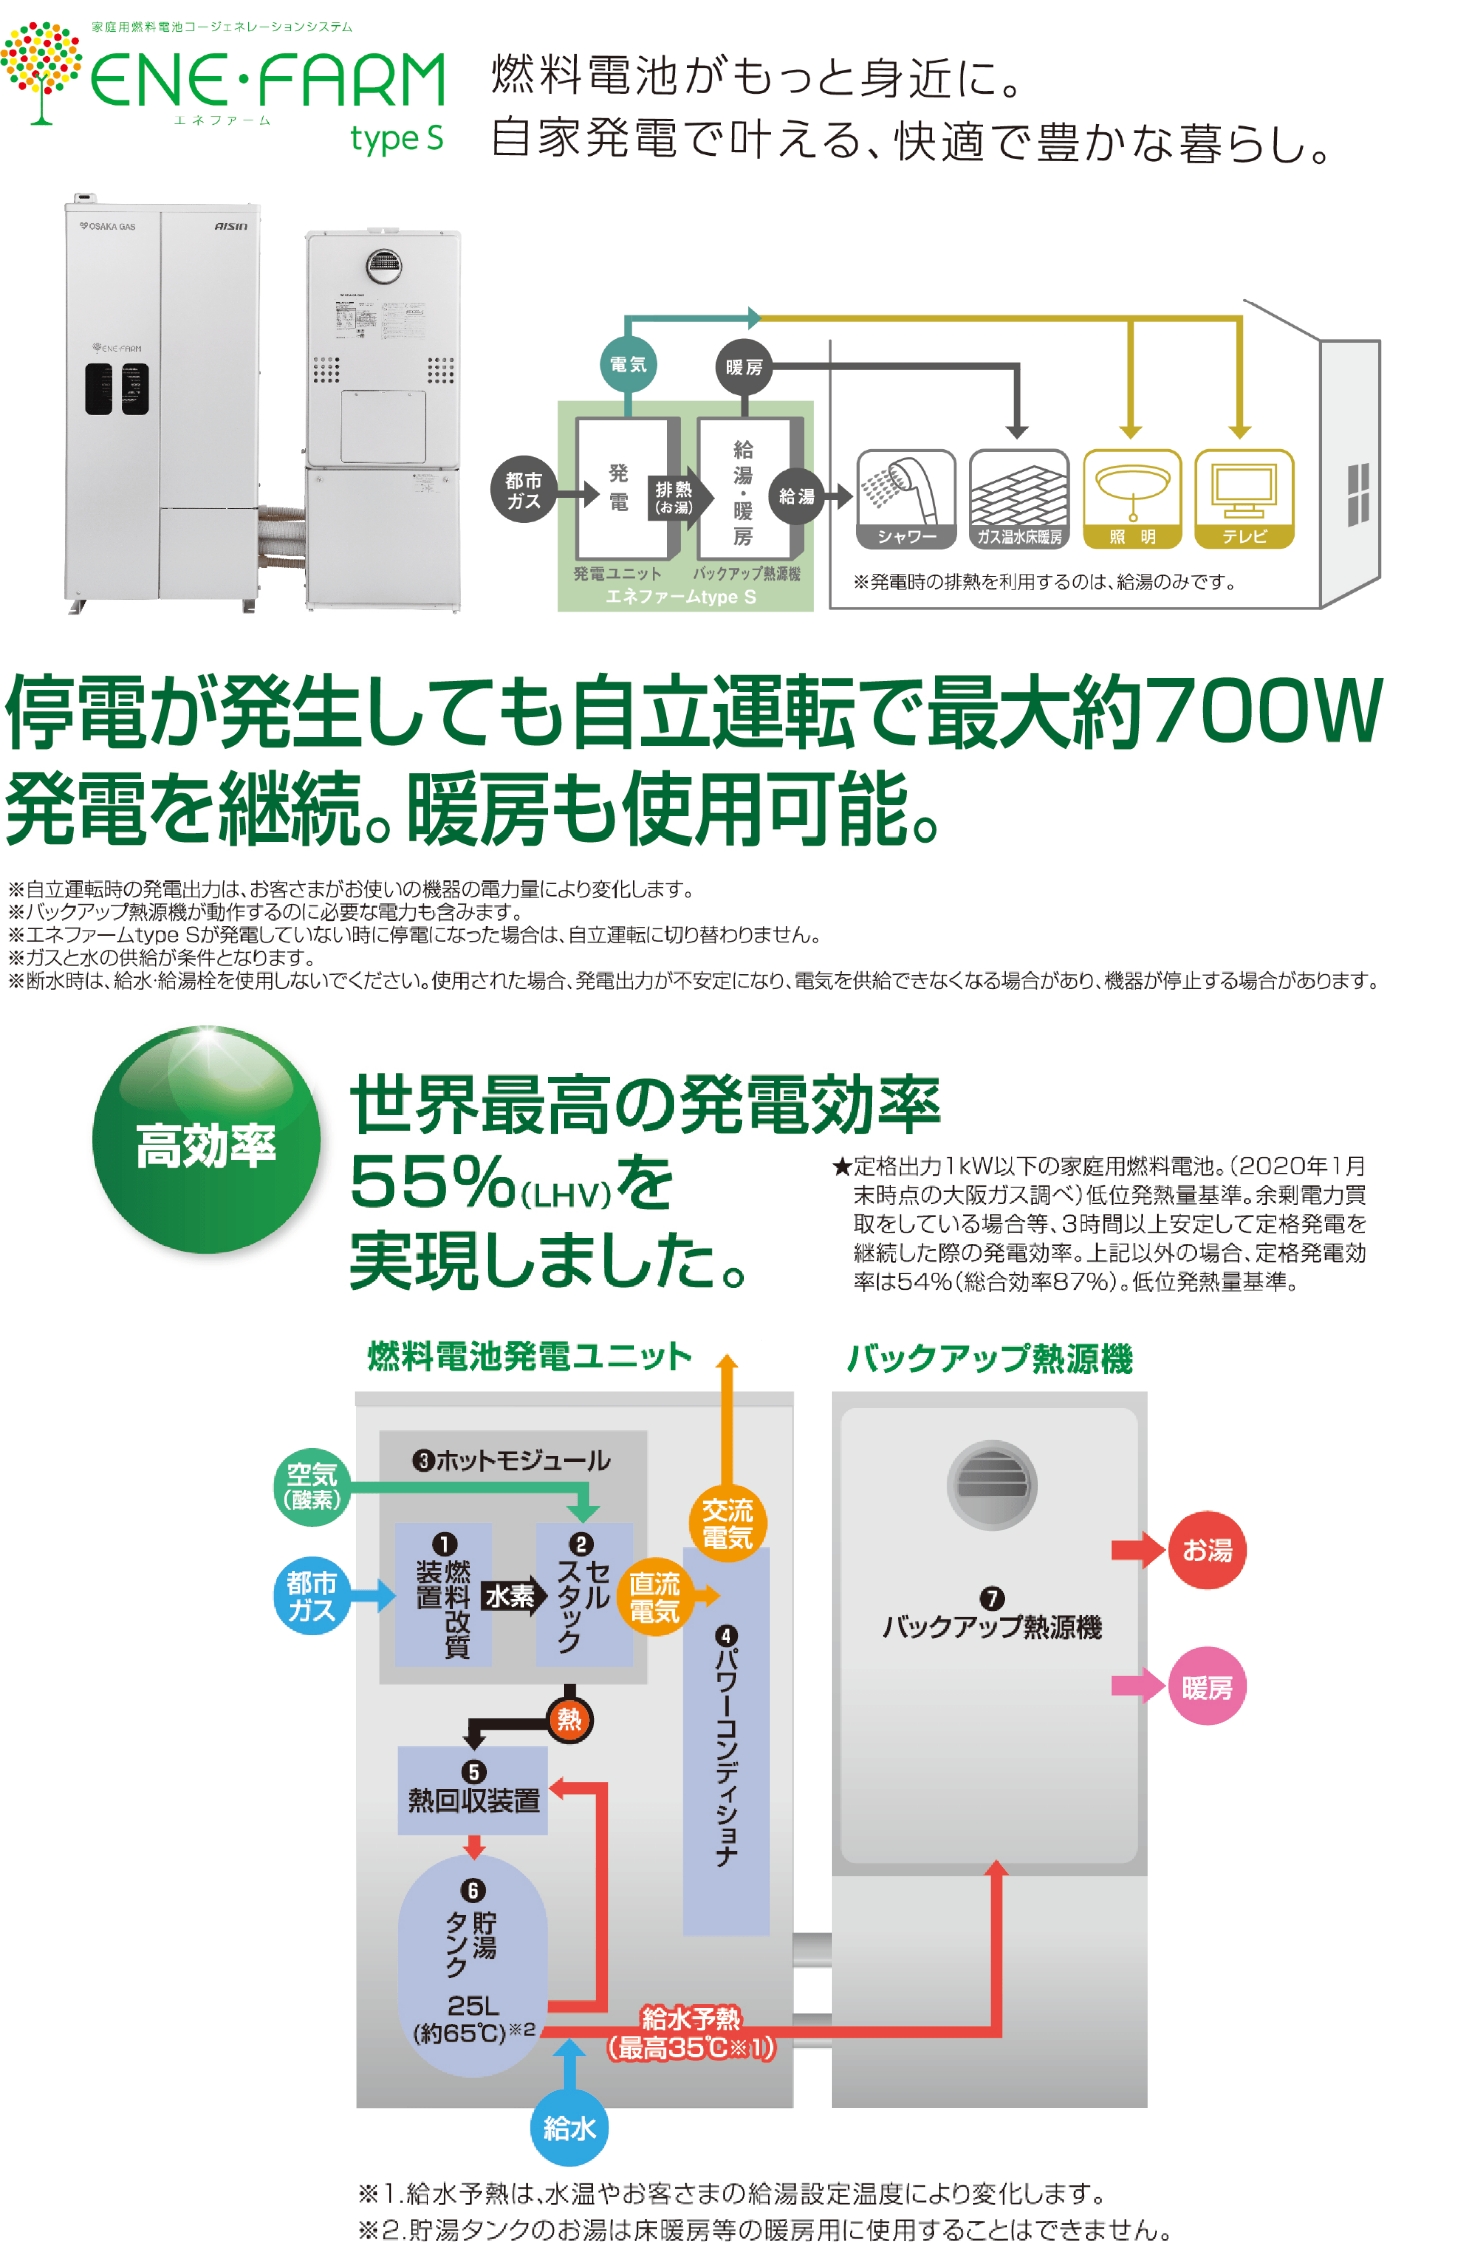 家庭用燃料電池コージェネレーションシステム
ENE・FARM
エネファーム
type S
燃料電池がもっと身近に。
自家発電で叶える、快適で豊かな暮らし。
OSAKA GAS
AISIN
ENE・FARM
電気
暖房
都市
ガス
発電
排熱
(お湯)
給湯・暖房
給湯
シャワー
ガス温水床暖房
照 明
テレビ
発電ユニット
バックアップ熱源機
エネファームtype S
※発電時の排熱を利用するのは、給湯のみです。
停電が発生しても自立運転で最大約700W
発電を継続。暖房も使用可能。
※自立運転時の発電出力は、お客さまがお使いの機器の電力量により変化します。
※バックアップ熱源機が動作するのに必要な電力も含みます。
※エネファームtype Sが発電していない時に停電になった場合は、自立運転に切り替わりません。
※ガスと水の供給が条件となります。
※断水時は、給水・給湯栓を使用しないでください。使用された場合、発電出力が不安定になり、電気を供給できなくなる場合があり、機器が停止する場合があります。
高効率
世界最高の発電効率
55%(LHV)を
実現しました。
★定格出力1kW以下の家庭用燃料電池。(2020年1月
末時点の大阪ガス調べ)低位発熱量基準。余剰電力買
取をしている場合等、3時間以上安定して定格発電を
継続した際の発電効率。上記以外の場合、定格発電効
率は54%(総合効率87%)。低位発熱量基準。
燃料電池発電ユニット
バックアップ熱源機
❸ホットモジュール
空気
(酸素)
都市
ガス
❶
燃料改質
装置
水素
❷
セル
スタック
直流
電気
交流
電気
❹
パワーコンディショナ
熱
❺
熱回収装置
❻
貯湯
タンク
25L
(約65℃)※2
給水予熱
(最高35℃※1)
給水
❼
バックアップ熱源機
お湯
暖房
※1.給水予熱は、水温やお客さまの給湯設定温度により変化します。
※2.貯湯タンクのお湯は床暖房等の暖房用に使用することはできません。